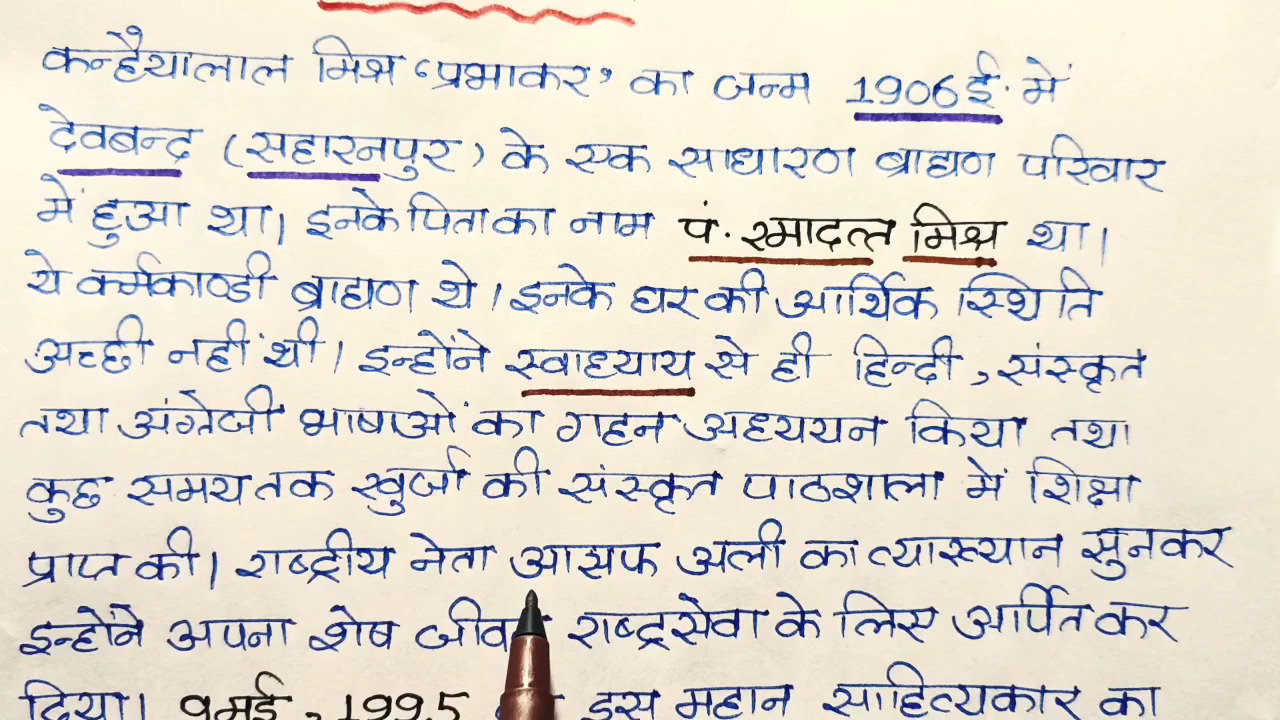 कन्हैयालाल मिश्र ‘प्रभाकर’ का जन्म 1906ई. में
देवबन्द (सहारनपुर) के एक साधारण ब्राह्मण परिवार
में हुआ था। इनके पिता का नाम पं. रमादत्त मिश्र था।
ये कर्मकाण्डी ब्राह्मण थे। इनके घर की आर्थिक स्थिति
अच्छी नहीं थी। इन्होंने स्वाध्याय से ही हिन्दी, संस्कृत
तथा अंग्रेजी भाषाओं का गहन अध्ययन किया तथा
कुछ समय तक खुर्जा की संस्कृत पाठशाला में शिक्षा
प्राप्त की। राष्ट्रीय नेता आसफ अली का व्याख्यान सुनकर
इन्होंने अपना शेष जीवन राष्ट्रसेवा के लिए अर्पित कर
दिया। 9 मई, 1995 इस महान साहित्यकार का